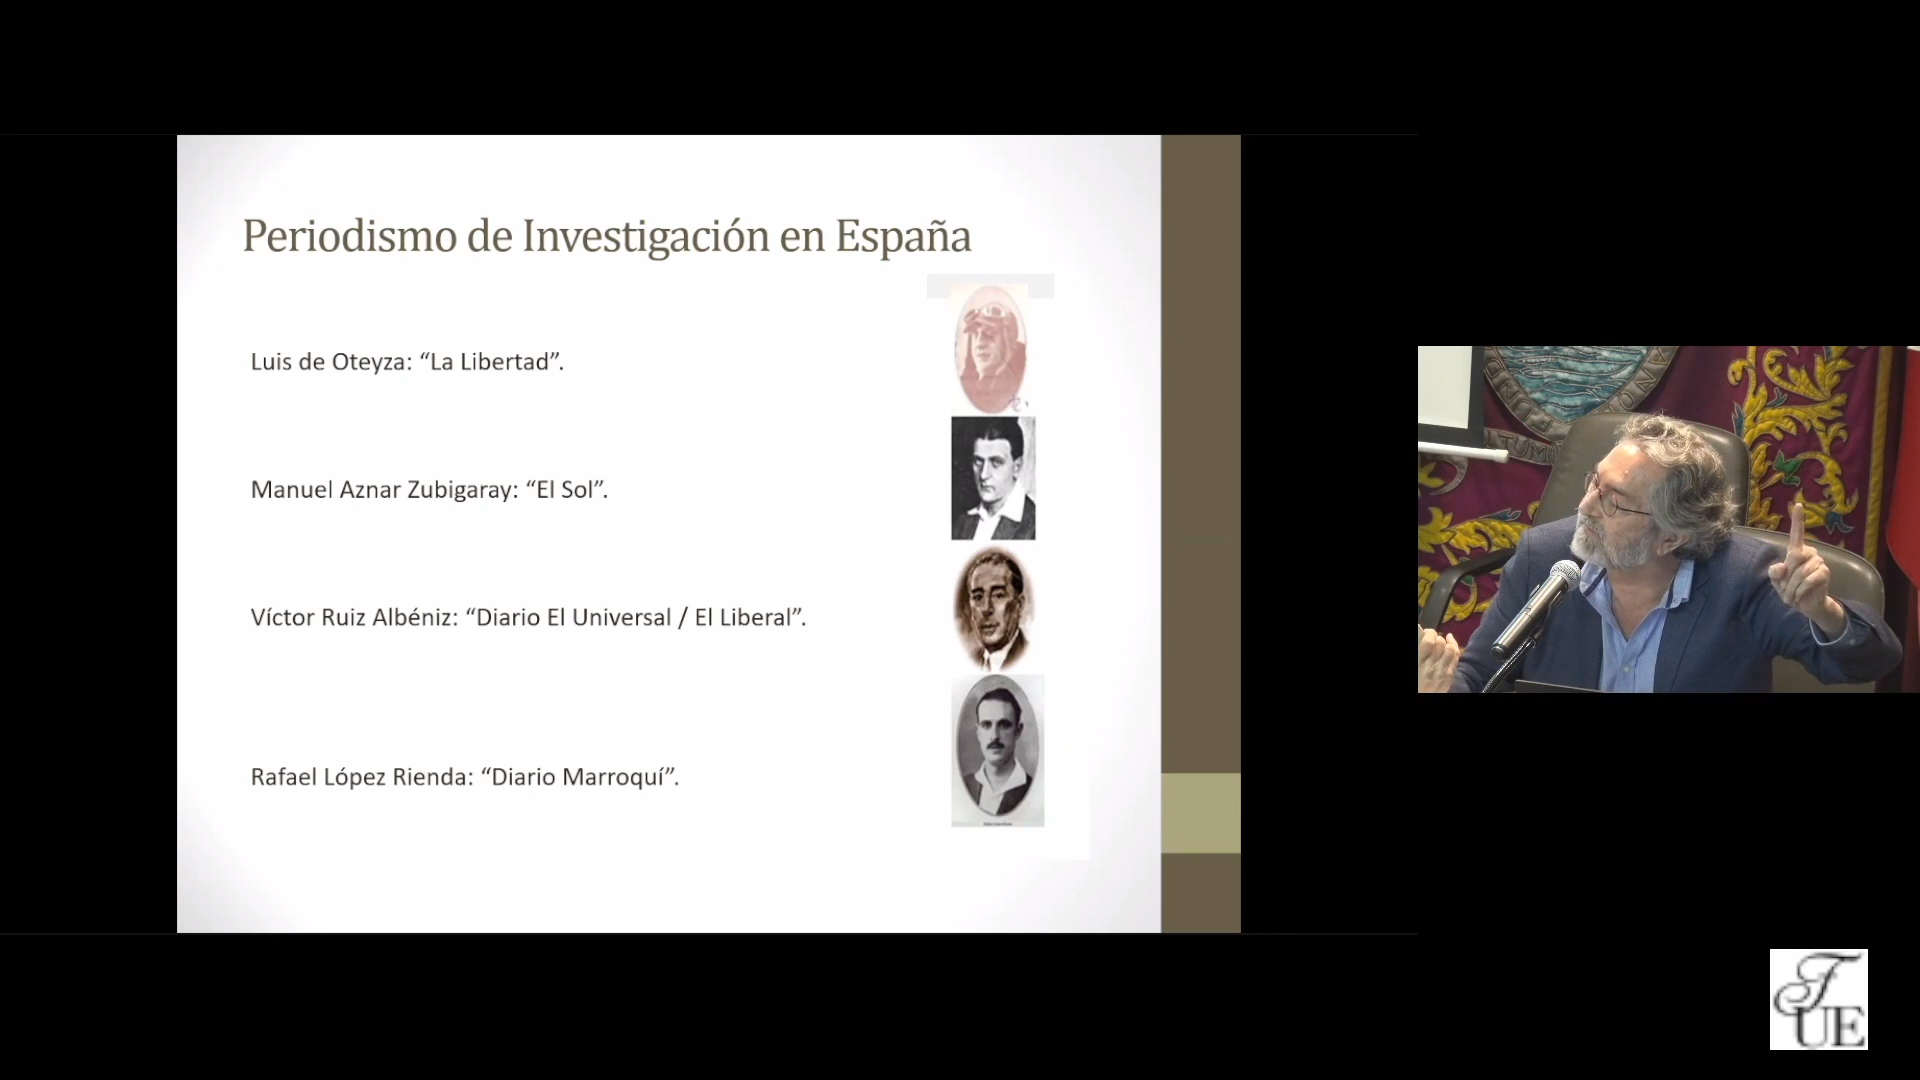 Periodismo de Investigación en España
Luis de Oteyza: “La Libertad”.
Manuel Aznar Zubigaray: “El Sol”.
Víctor Ruiz Albéniz: “Diario El Universal / El Liberal”.
Rafael López Rienda: “Diario Marroquí”.
TUE